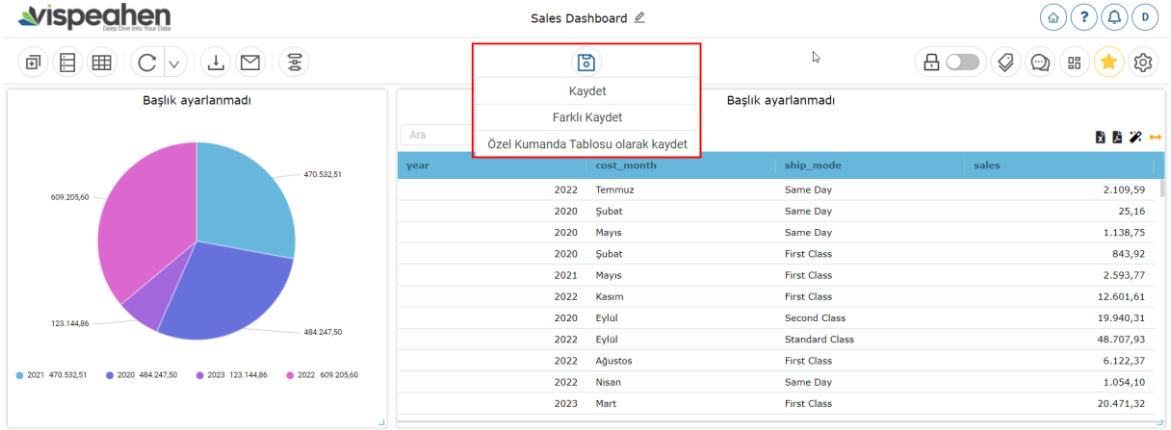 vispeahen
Deep Dive Into Your Data
Sales Dashboard
?
D
Kaydet
Farklı Kaydet
Özel Kumanda Tablosu olarak kaydet
Başlık ayarlanmadı
470.532,51
609.205,60
123.144,86
484.247,50
2021 470.532,51 2020 484.247,50 2023 123.144,86 2022 609.205,60
Başlık ayarlanmadı
Ara
year cost_month ship_mode sales
2022 Temmuz Same Day 2.109,59
2020 Şubat Same Day 25,16
2020 Mayıs Same Day 1.138,75
2020 Şubat First Class 843,92
2021 Mayıs First Class 2.593,77
2022 Kasım First Class 12.601,61
2020 Eylül Second Class 19.940,31
2022 Eylül Standard Class 48.707,93
2022 Ağustos First Class 6.122,37
2022 Nisan Same Day 1.054,10
2023 Mart First Class 20.471,32